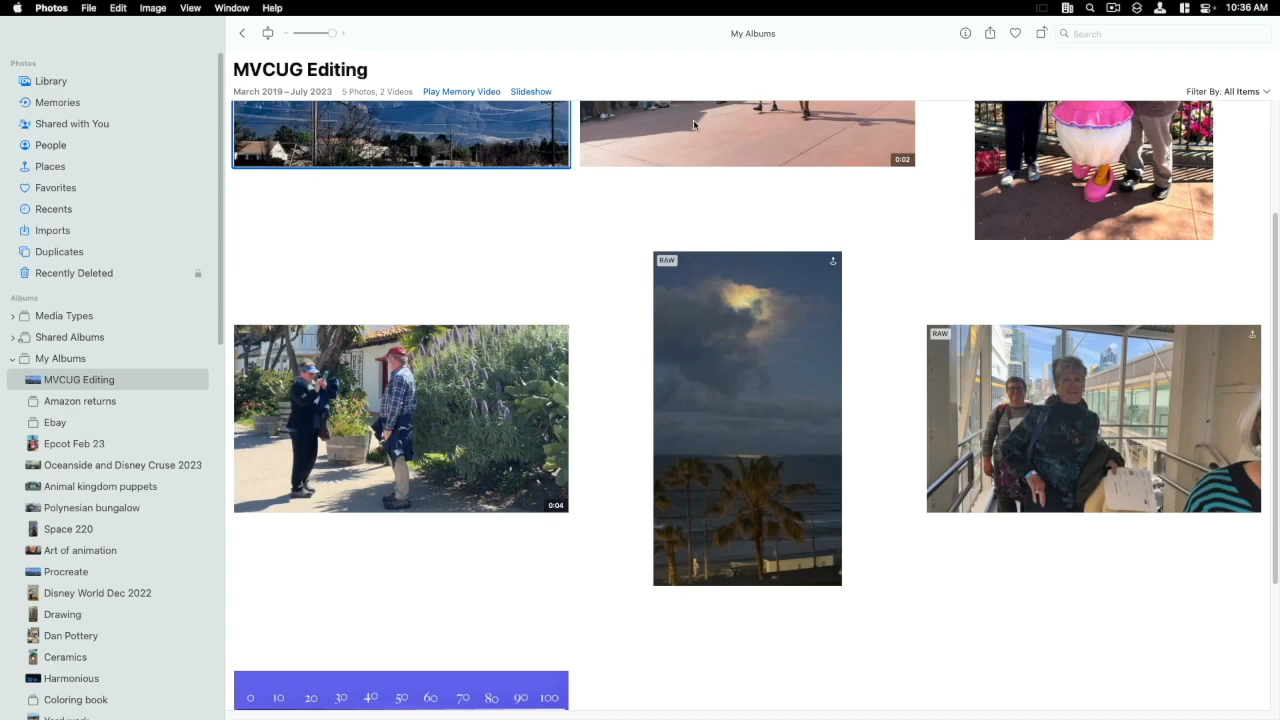 Photos File Edit Image View Window Help 10:36 AM
My Albums
Search
MVCUG Editing
March 2019–July 2023 5 Photos, 2 Videos Play Memory Video Slideshow Filter By: All Items
Photos
Library
Memories
Shared with You
People
Places
Favorites
Recents
Imports
Duplicates
Recently Deleted
Albums
Media Types
Shared Albums
My Albums
MVCUG Editing
Amazon returns
Ebay
Epcot Feb 23
Oceanside and Disney Cruse 2023
Animal kingdom puppets
Polynesian bungalow
Space 220
Art of animation
Procreate
Disney World Dec 2022
Drawing
Dan Pottery
Ceramics
Harmonious
Coloring book
Yard work
0:02
RAW
RAW
0:04
0 10 20 30 40 50 60 70 80 90 100